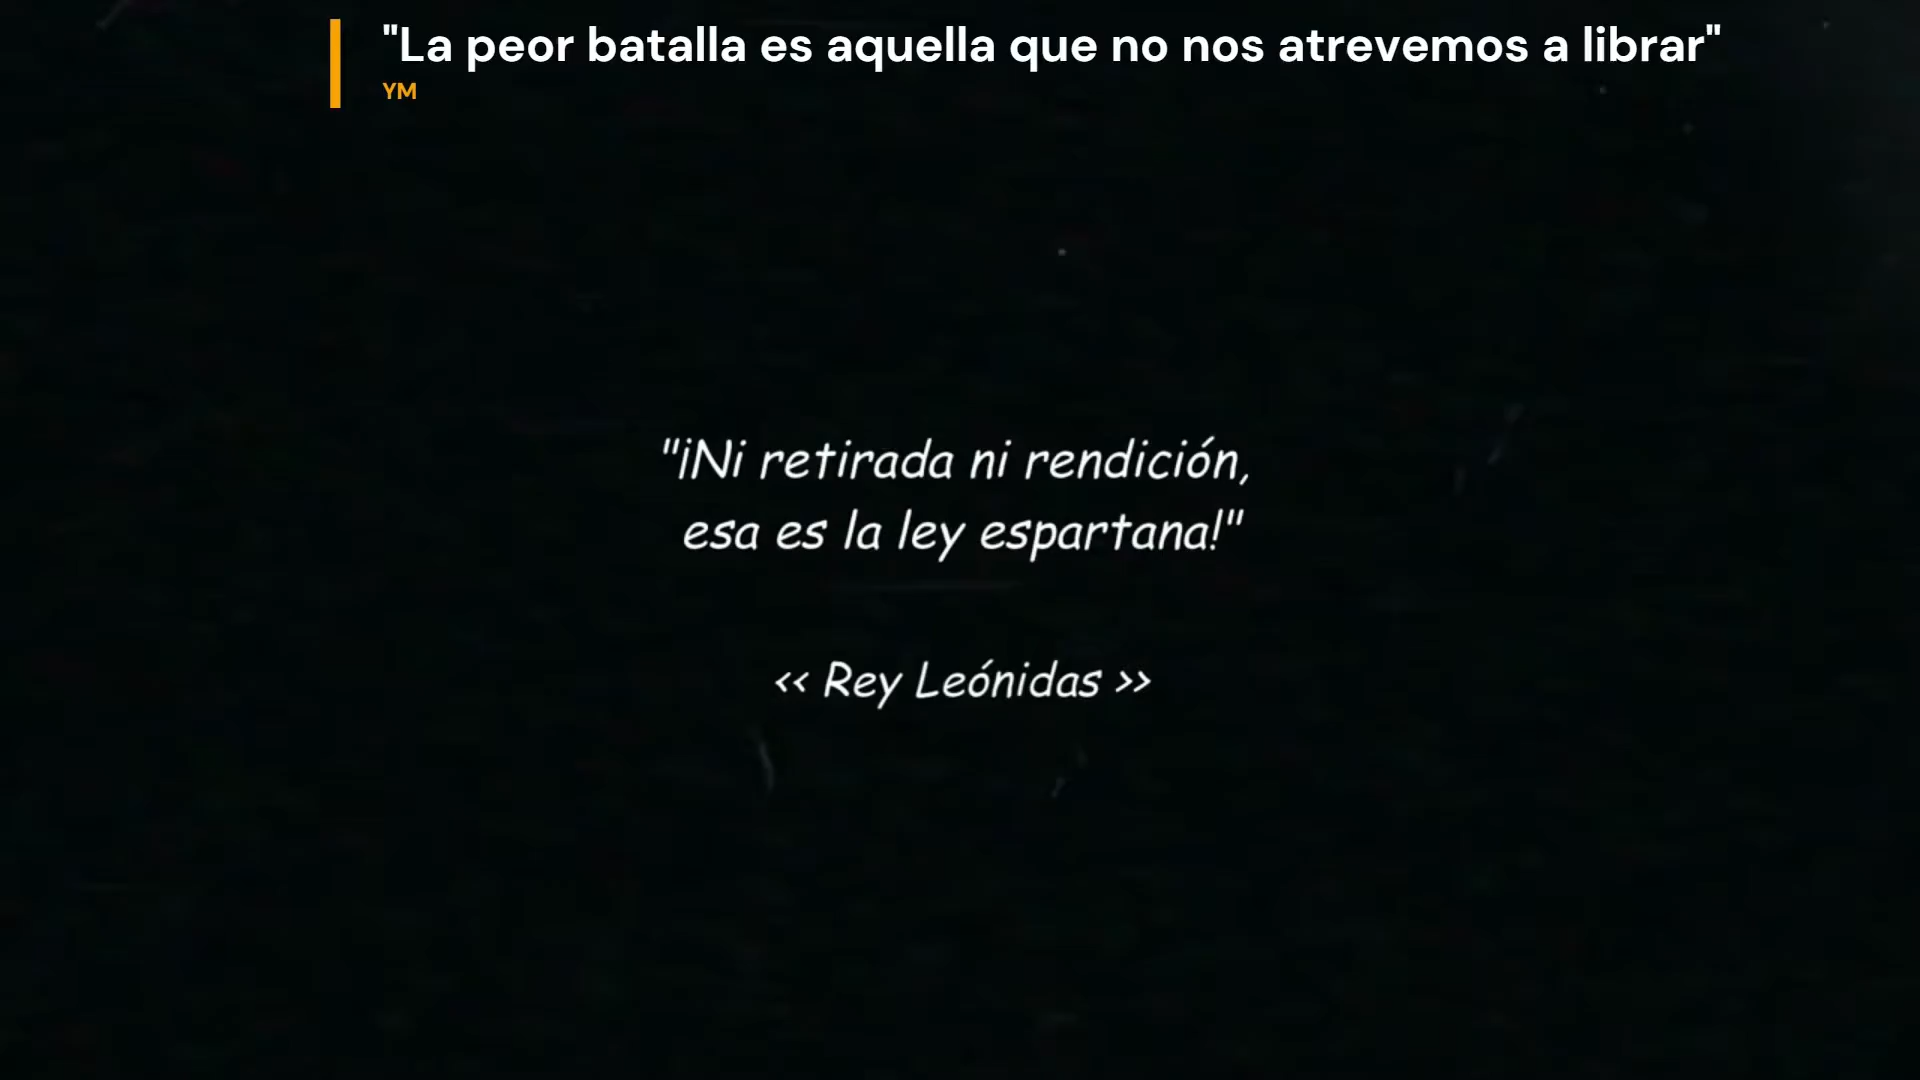 "La peor batalla es aquella que no nos atrevemos a librar"
YM
"¡Ni retirada ni rendición,
esa es la ley espartana!"
<< Rey Leónidas >>